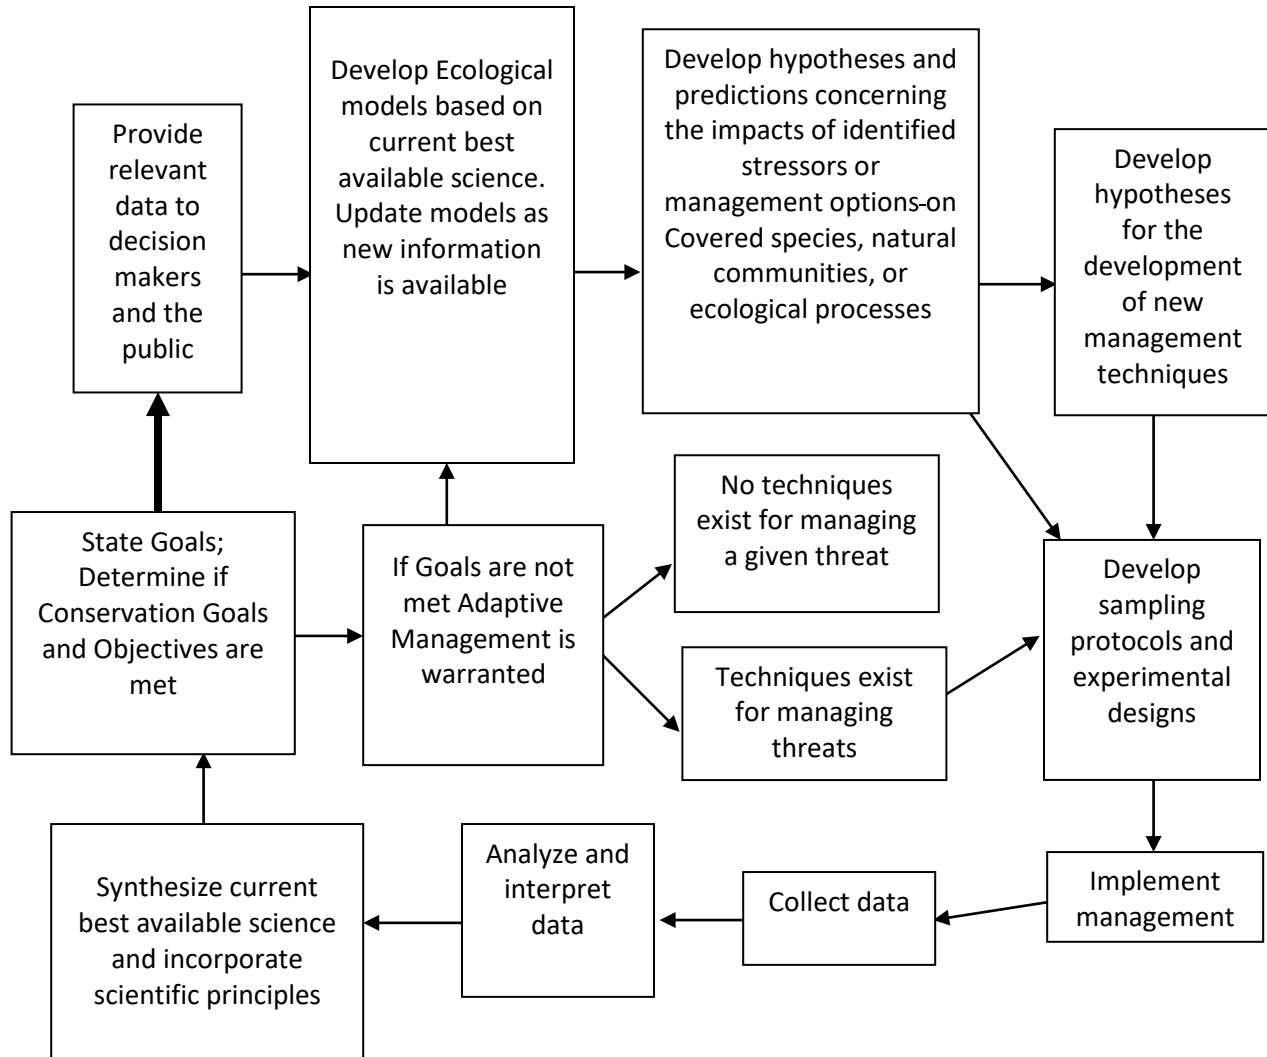 Provide
relevant
data to
decision
makers
and the
public
Develop Ecological
models based on
current best
available science.
Update models as
new information
is available
Develop hypotheses and
predictions concerning
the impacts of identified
stressors or
management options-on
Covered species, natural
communities, or
ecological processes
Develop
hypotheses
for the
development
of new
management
techniques
State Goals;
Determine if
Conservation Goals
and Objectives are
met
If Goals are not
met Adaptive
Management is
warranted
No techniques
exist for managing
a given threat
Techniques exist
for managing
threats
Develop
sampling
protocols and
experimental
designs
Synthesize current
best available science
and incorporate
scientific principles
Analyze and
interpret
data
Collect data
Implement
management